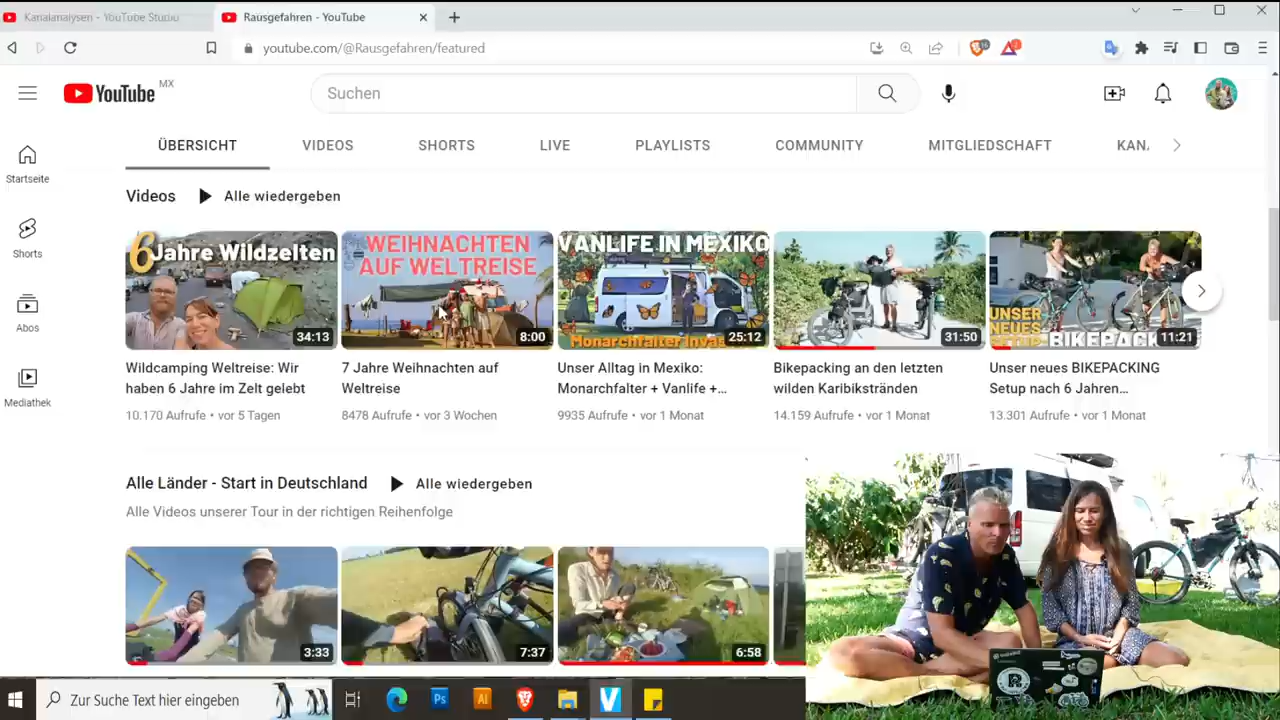 Kanalanalysen - YouTube Studio
Rausgefahren - YouTube
youtube.com/@Rausgefahren/featured
YouTube MX
Suchen
ÜBERSICHT
VIDEOS
SHORTS
LIVE
PLAYLISTS
COMMUNITY
MITGLIEDSCHAFT
KAN
Startseite
Shorts
Abos
Mediathek
Videos
Alle wiedergeben
6 Jahre Wildzelten
34:13
WEIHNACHTEN
AUF WELTREISE
8:00
VANLIFE IN MEXIKO
Monarchfalter Invas
25:12
31:50
UNSER
NEUES
BIKEPACK
11:21
Wildcamping Weltreise: Wir
haben 6 Jahre im Zelt gelebt
10.170 Aufrufe • vor 5 Tagen
7 Jahre Weihnachten auf
Weltreise
8478 Aufrufe • vor 3 Wochen
Unser Alltag in Mexiko:
Monarchfalter + Vanlife +...
9935 Aufrufe • vor 1 Monat
Bikepacking an den letzten
wilden Karibikstränden
14.159 Aufrufe • vor 1 Monat
Unser neues BIKEPACKING
Setup nach 6 Jahren...
13.301 Aufrufe • vor 1 Monat
Alle Länder - Start in Deutschland
Alle wiedergeben
Alle Videos unserer Tour in der richtigen Reihenfolge
3:33
7:37
6:58
Zur Suche Text hier eingeben
Ps
Ai